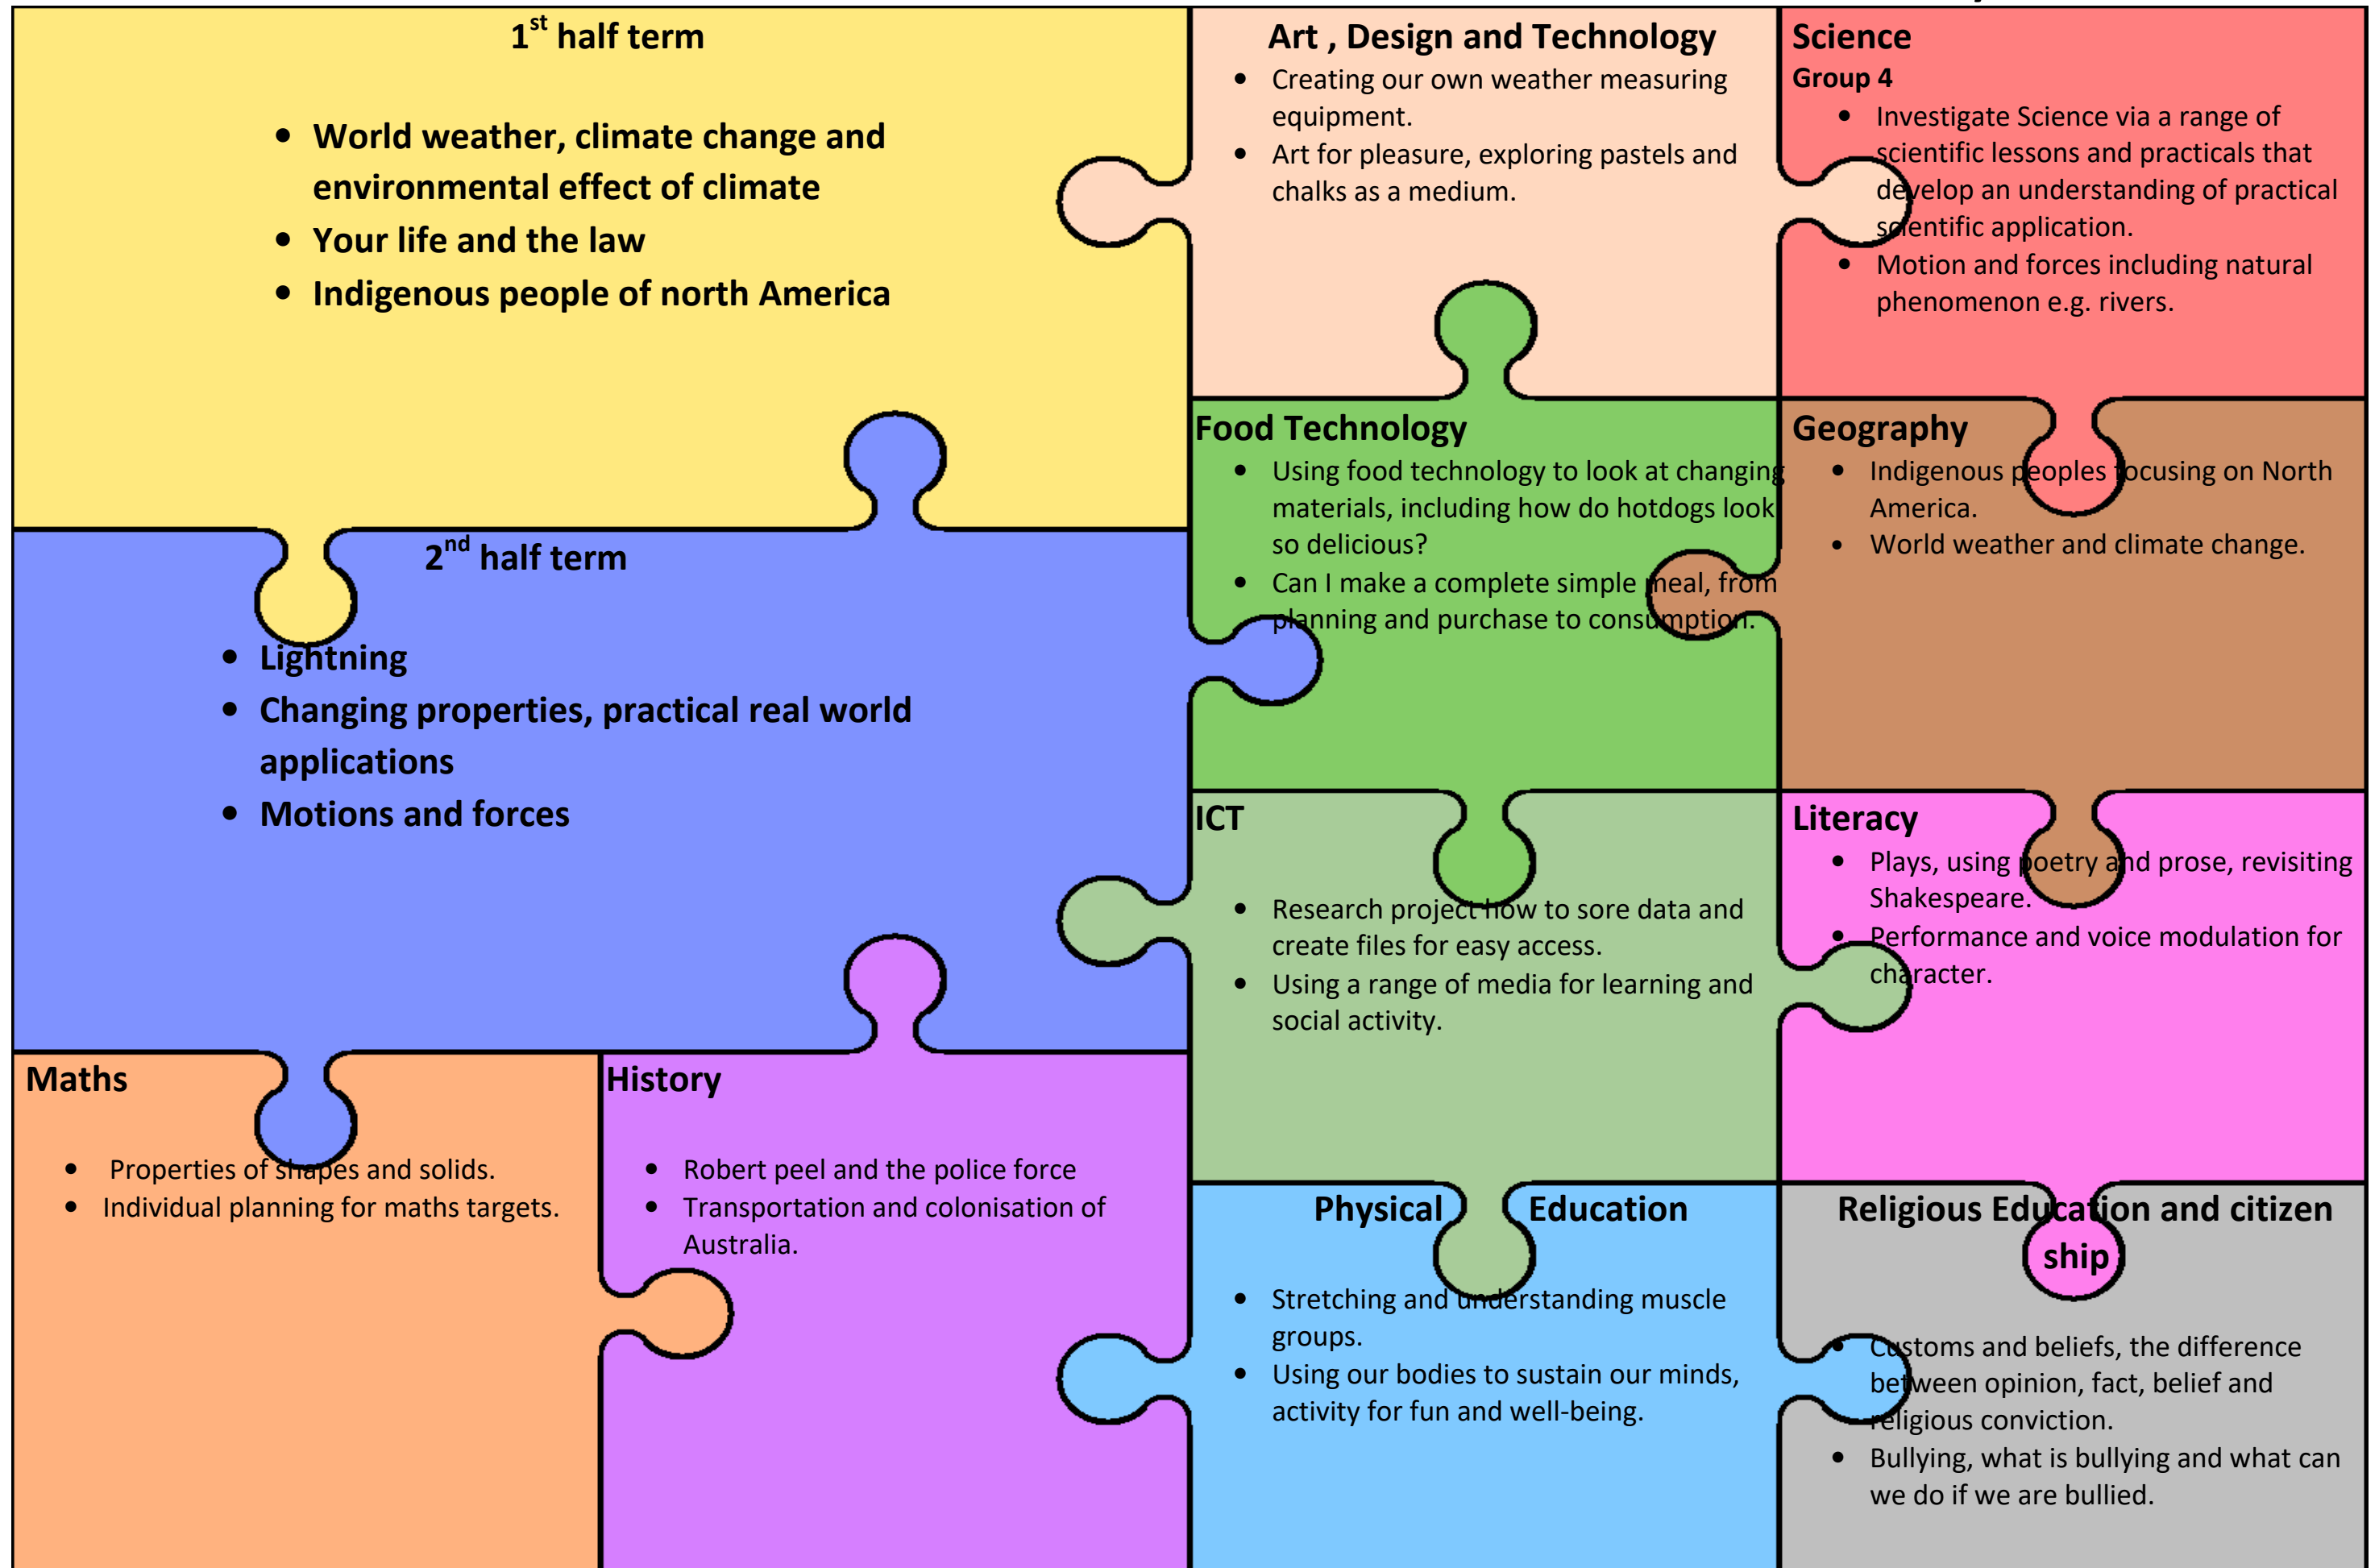 1st half term
• World weather, climate change and
environmental effect of climate
• Your life and the law
• Indigenous people of north America
Art , Design and Technology
• Creating our own weather measuring
equipment.
• Art for pleasure, exploring pastels and
chalks as a medium.
Science
Group 4
• Investigate Science via a range of
scientific lessons and practicals that
develop an understanding of practical
scientific application.
• Motion and forces including natural
phenomenon e.g. rivers.
Food Technology
• Using food technology to look at changing
materials, including how do hotdogs look
so delicious?
• Can I make a complete simple meal, from
planning and purchase to consumption.
Geography
• Indigenous peoples focusing on North
America.
• World weather and climate change.
2nd half term
• Lightning
• Changing properties, practical real world
applications
• Motions and forces
ICT
• Research project how to sore data and
create files for easy access.
• Using a range of media for learning and
social activity.
Literacy
• Plays, using poetry and prose, revisiting
Shakespeare.
• Performance and voice modulation for
character.
Maths
• Properties of shapes and solids.
• Individual planning for maths targets.
History
• Robert peel and the police force
• Transportation and colonisation of
Australia.
Physical Education
• Stretching and understanding muscle
groups.
• Using our bodies to sustain our minds,
activity for fun and well-being.
Religious Education and citizen
ship
• Customs and beliefs, the difference
between opinion, fact, belief and
religious conviction.
• Bullying, what is bullying and what can
we do if we are bullied.